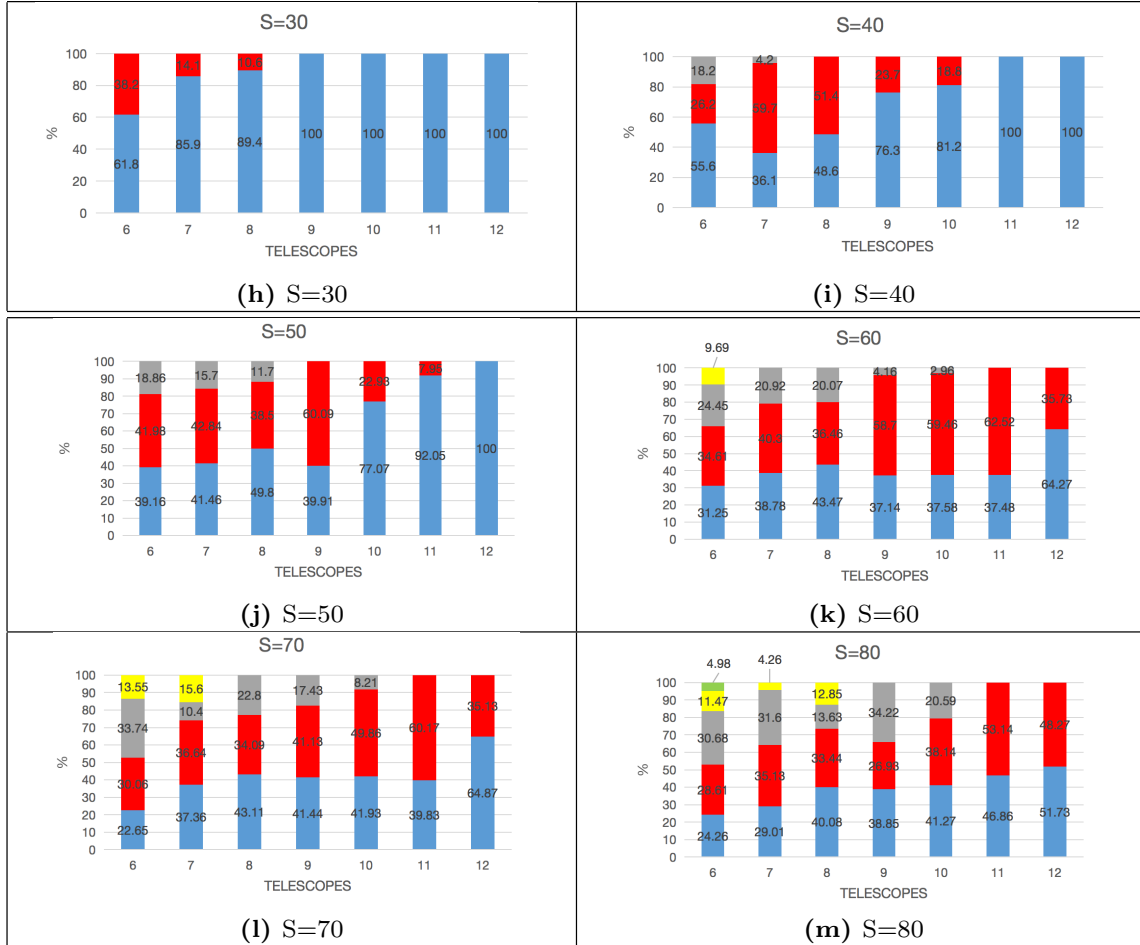 S=30
100
80
60
40
20
0
%
38.2 14.1 10.6
61.8 85.9 89.4 100 100 100 100
6 7 8 9 10 11 12
TELESCOPES
(h) S=30
S=40
100
80
60
40
20
0
%
18.2 4.2
26.2 59.7 51.4 23.7 18.8
55.6 36.1 48.6 76.3 81.2 100 100
6 7 8 9 10 11 12
TELESCOPES
(i) S=40
S=50
100
90
80
70
60
50
40
30
20
10
0
%
18.86 15.7 11.7
41.98 42.84 38.5 60.09 22.93 7.95
39.16 41.46 49.8 39.91 77.07 92.05 100
6 7 8 9 10 11 12
TELESCOPES
(j) S=50
S=60
9.69
100
90
80
70
60
50
40
30
20
10
0
%
24.45 20.92 20.07 4.16 2.96
34.61 40.3 36.46 58.7 59.46 62.52 35.73
31.25 38.78 43.47 37.14 37.58 37.48 64.27
6 7 8 9 10 11 12
TELESCOPES
(k) S=60
S=70
100
90
80
70
60
50
40
30
20
10
0
%
13.55 15.6
33.74 10.4 22.8 17.43 8.21
30.06 36.64 34.09 41.13 49.86 60.17 35.13
22.65 37.36 43.11 41.44 41.93 39.83 64.87
6 7 8 9 10 11 12
TELESCOPES
(l) S=70
S=80
4.98 4.26
100
90
80
70
60
50
40
30
20
10
0
%
11.47 12.85
30.68 31.6 13.63 34.22 20.59
28.61 35.13 33.44 26.93 38.14 53.14 48.27
24.26 29.01 40.08 38.85 41.27 46.86 51.73
6 7 8 9 10 11 12
TELESCOPES
(m) S=80